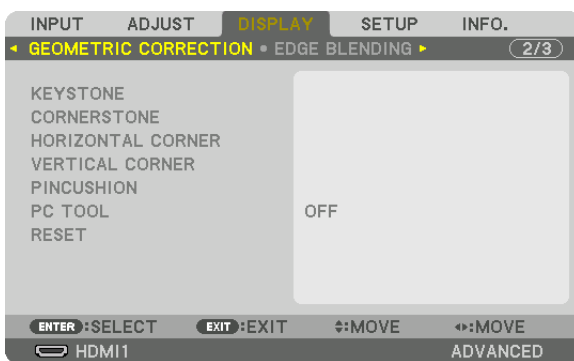 INPUT ADJUST DISPLAY SETUP INFO.
◂ GEOMETRIC CORRECTION • EDGE BLENDING ▸ 2/3
KEYSTONE
CORNERSTONE
HORIZONTAL CORNER
VERTICAL CORNER
PINCUSHION
PC TOOL OFF
RESET
ENTER :SELECT EXIT :EXIT ♦:MOVE ◂▸:MOVE
HDMI1 ADVANCED